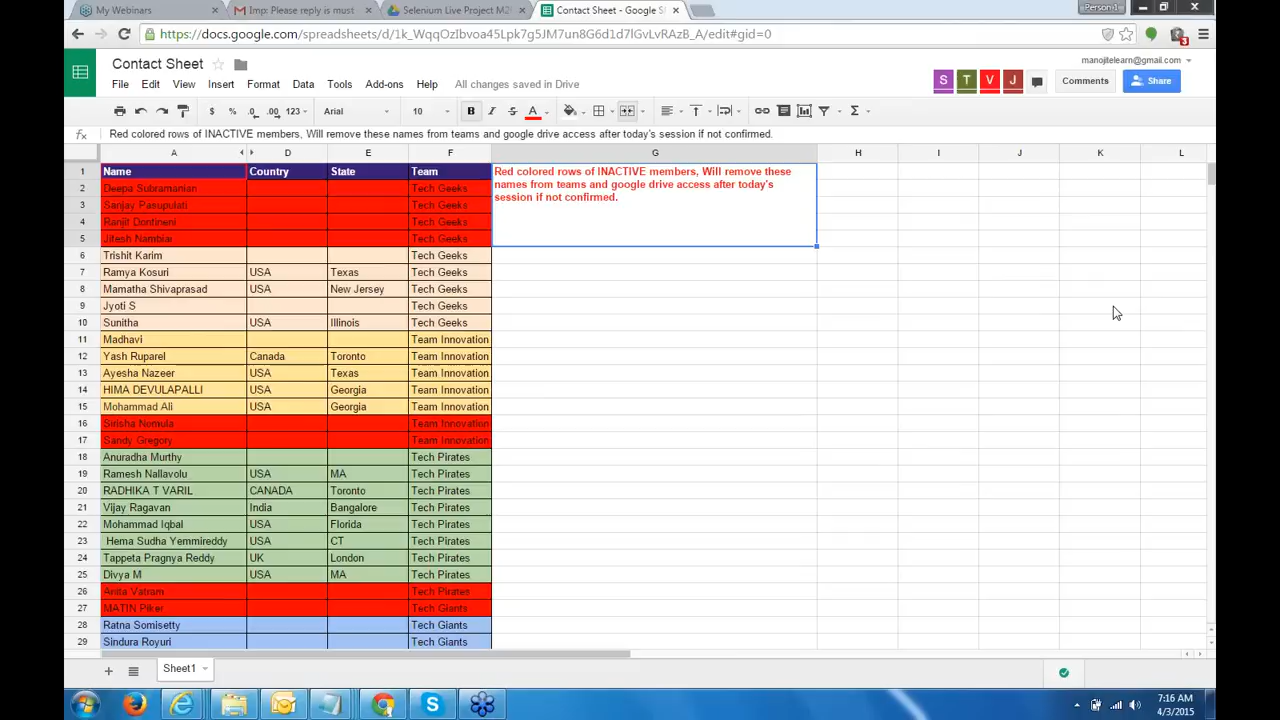 My Webinars
Imp: Please reply is must
Selenium Live Project M2
Contact Sheet - Google S
Person 1
https://docs.google.com/spreadsheets/d/1k_WqqOzIbvoa45Lpk7g5JM7un8G6d1d7lGvLvRAzB_A/edit#gid=0
Contact Sheet
manojitelearn@gmail.com
File Edit View Insert Format Data Tools Add-ons Help All changes saved in Drive
S T V J Comments Share
$ % .0 .00 123 Arial 10 B I S A Σ
fx Red colored rows of INACTIVE members, Will remove these names from teams and google drive access after today's session if not confirmed.
A D E F G H I J K L
1 Name Country State Team
Red colored rows of INACTIVE members, Will remove these
names from teams and google drive access after today's
session if not confirmed.
2 Deepa Subramanian Tech Geeks
3 Sanjay Pasupulati Tech Geeks
4 Ranjit Dontineni Tech Geeks
5 Jitesh Nambiar Tech Geeks
6 Trishit Karim Tech Geeks
7 Ramya Kosuri USA Texas Tech Geeks
8 Mamatha Shivaprasad USA New Jersey Tech Geeks
9 Jyoti S Tech Geeks
10 Sunitha USA Illinois Tech Geeks
11 Madhavi Team Innovation
12 Yash Ruparel Canada Toronto Team Innovation
13 Ayesha Nazeer USA Texas Team Innovation
14 HIMA DEVULAPALLI USA Georgia Team Innovation
15 Mohammad Ali USA Georgia Team Innovation
16 Sirisha Nomula Team Innovation
17 Sandy Gregory Team Innovation
18 Anuradha Murthy Tech Pirates
19 Ramesh Nallavolu USA MA Tech Pirates
20 RADHIKA T VARIL CANADA Toronto Tech Pirates
21 Vijay Ragavan India Bangalore Tech Pirates
22 Mohammad Iqbal USA Florida Tech Pirates
23 Hema Sudha Yemmireddy USA CT Tech Pirates
24 Tappeta Pragnya Reddy UK London Tech Pirates
25 Divya M USA MA Tech Pirates
26 Anita Vatram Tech Pirates
27 MATIN Piker Tech Giants
28 Ratna Somisetty Tech Giants
29 Sindura Royuri Tech Giants
Sheet1
7:16 AM
4/3/2015